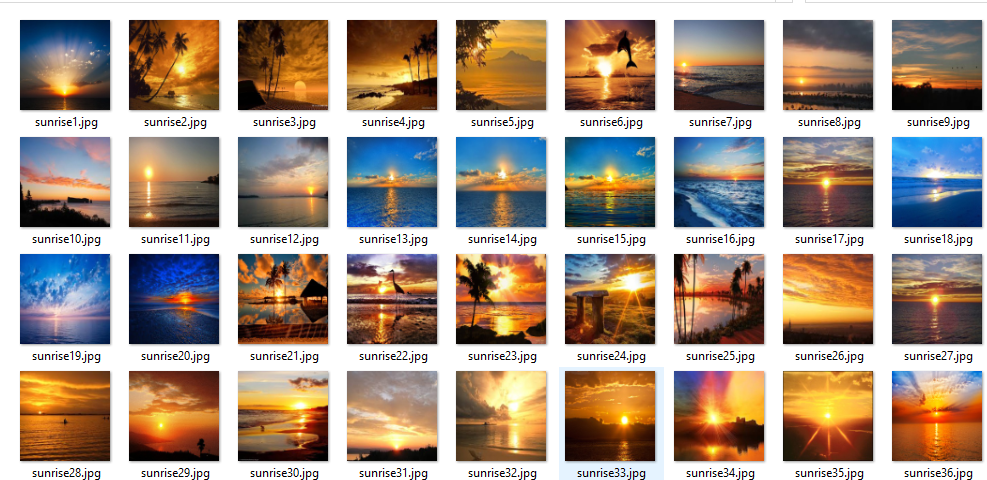 sunrise1.jpg sunrise2.jpg sunrise3.jpg sunrise4.jpg sunrise5.jpg sunrise6.jpg sunrise7.jpg sunrise8.jpg sunrise9.jpg
sunrise10.jpg sunrise11.jpg sunrise12.jpg sunrise13.jpg sunrise14.jpg sunrise15.jpg sunrise16.jpg sunrise17.jpg sunrise18.jpg
sunrise19.jpg sunrise20.jpg sunrise21.jpg sunrise22.jpg sunrise23.jpg sunrise24.jpg sunrise25.jpg sunrise26.jpg sunrise27.jpg
sunrise28.jpg sunrise29.jpg sunrise30.jpg sunrise31.jpg sunrise32.jpg sunrise33.jpg sunrise34.jpg sunrise35.jpg sunrise36.jpg